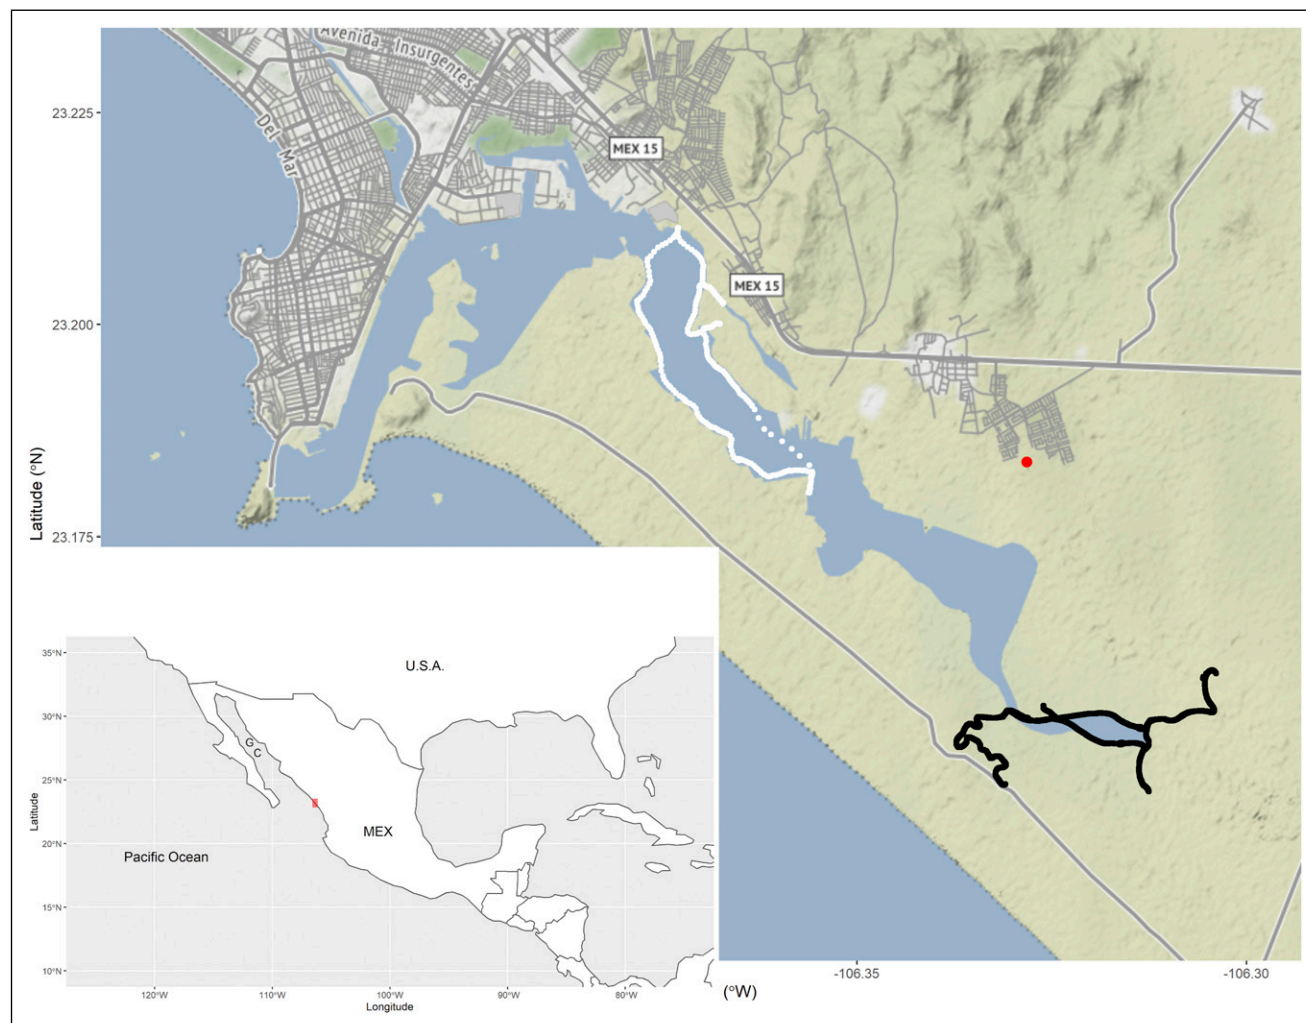 Avenida Insurgentes
Del Mar
MEX 15
MEX 15
23.225
23.200
23.175
Latitude (°N)
-106.35
-106.30
(°W)
35°N
30°N
25°N
20°N
15°N
10°N
Latitude
U.S.A.
G
C
MEX
Pacific Ocean
120°W
110°W
100°W
90°W
80°W
Longitude